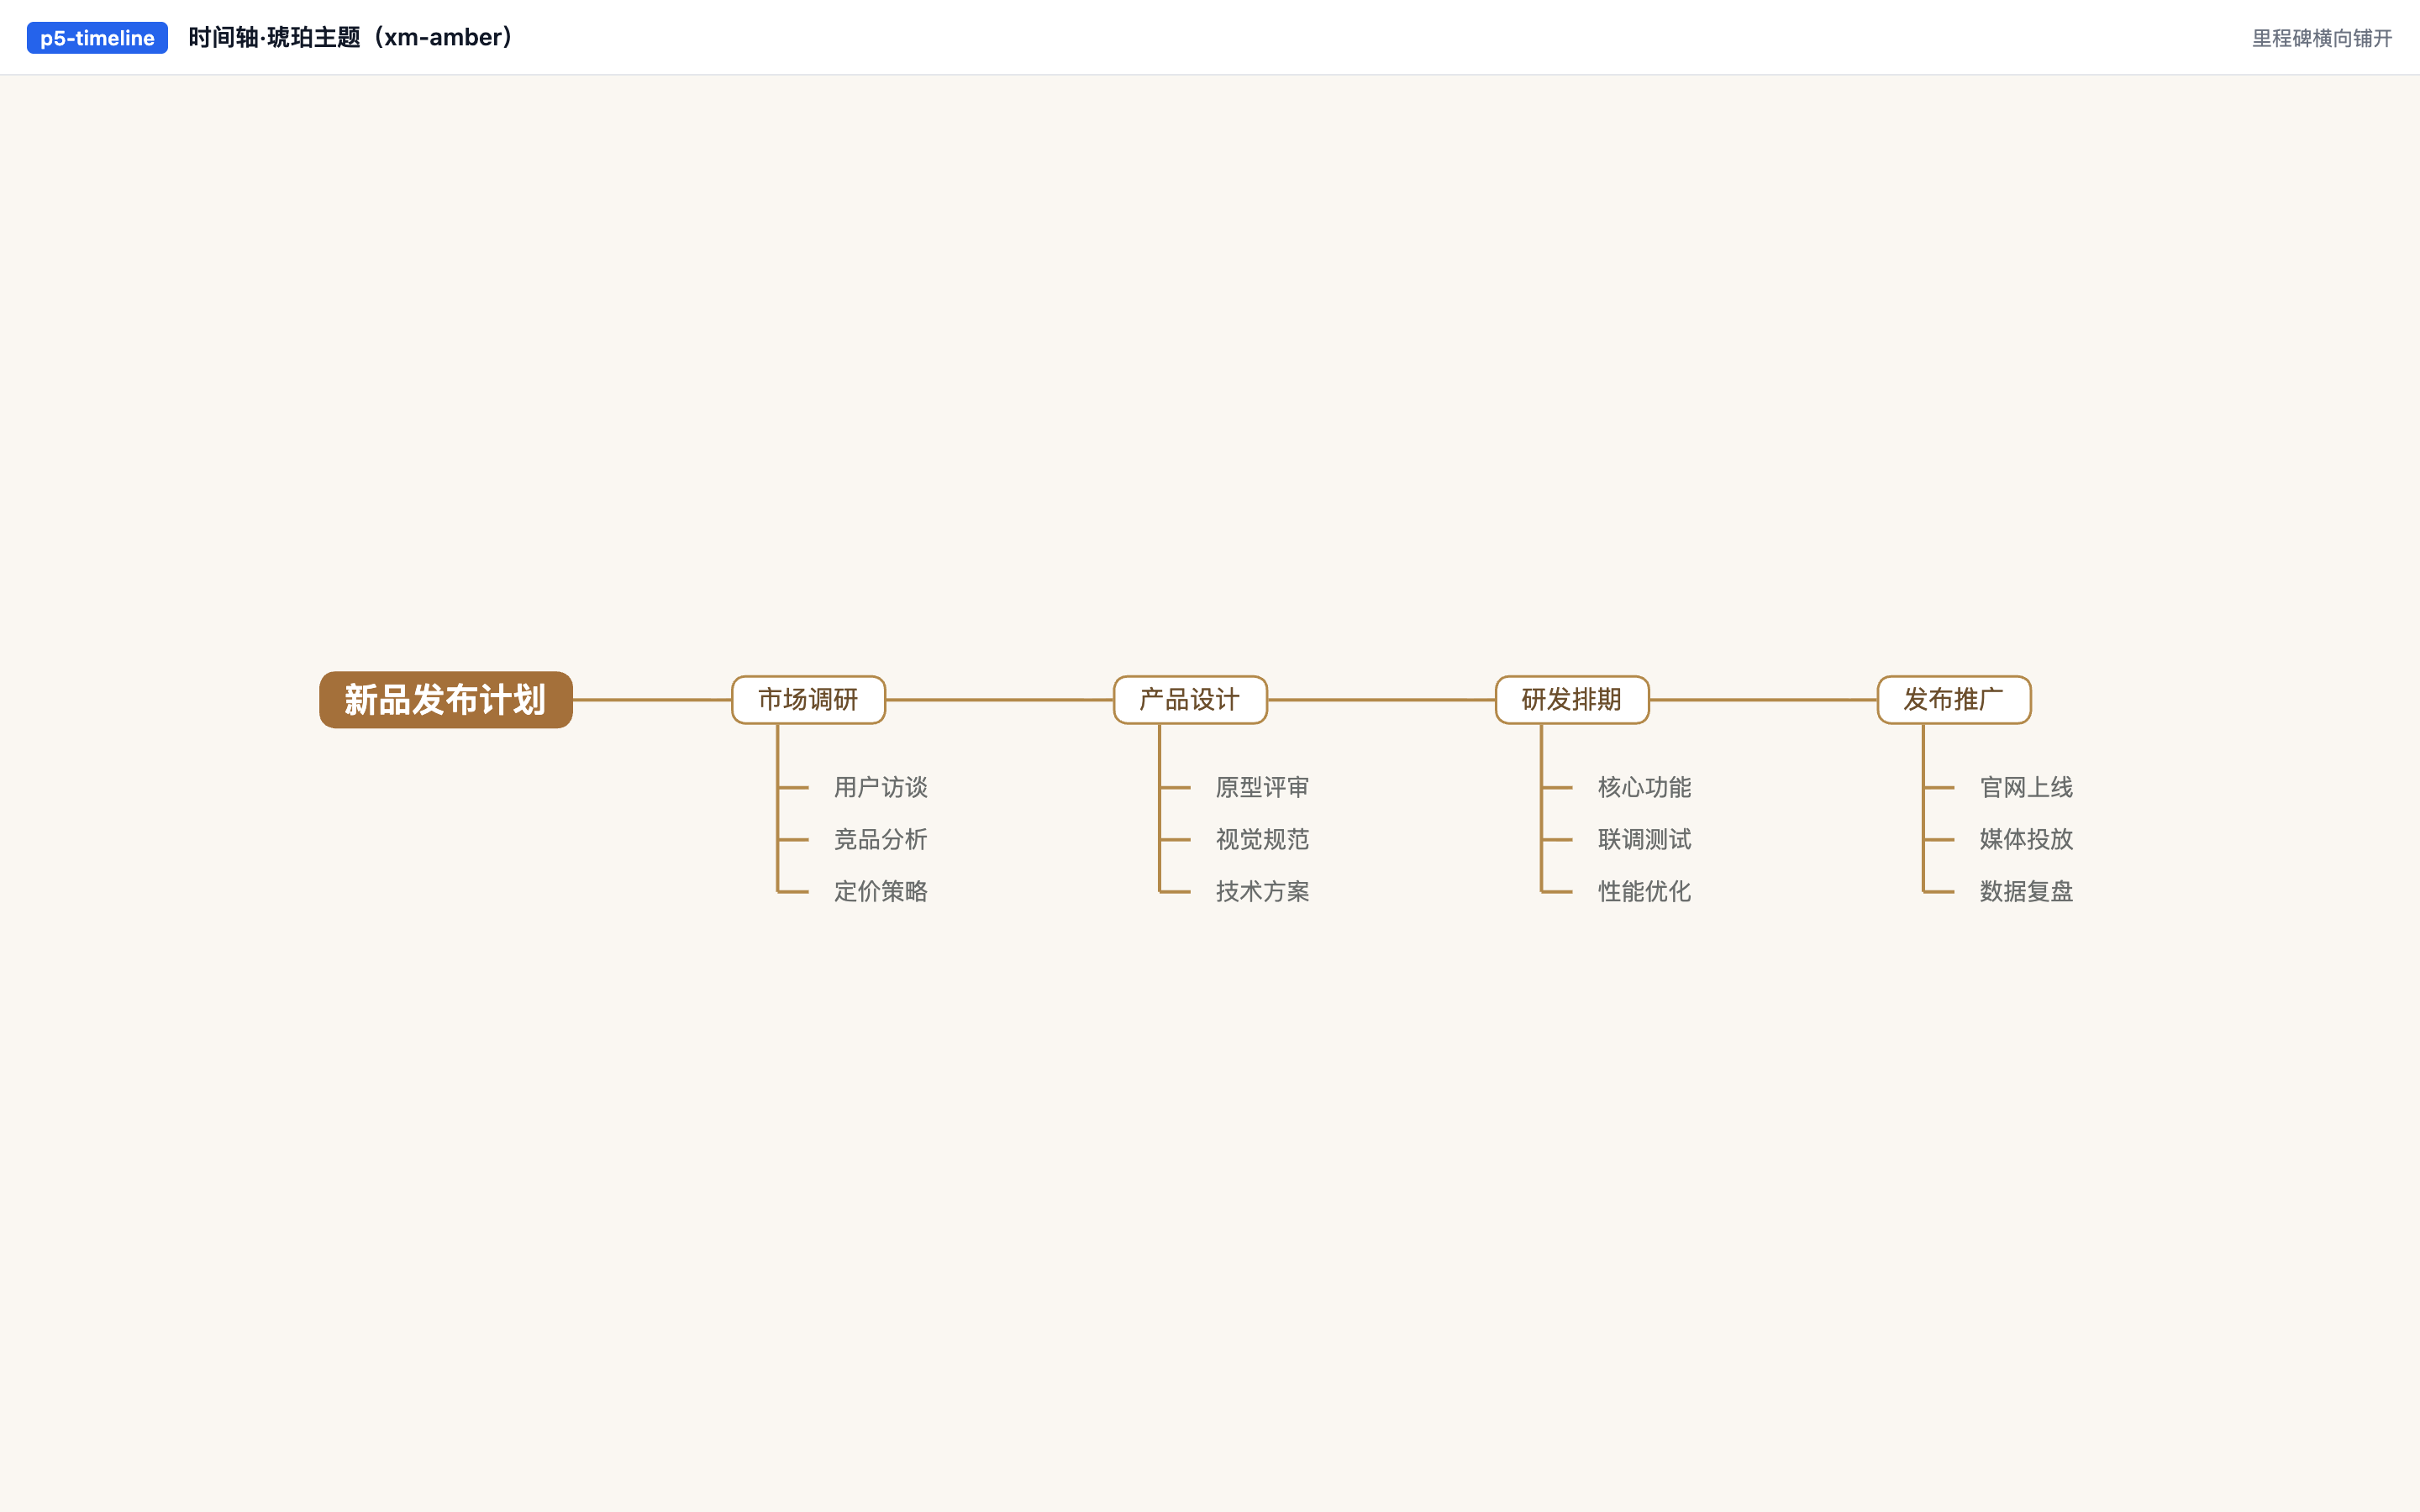 p5-timeline 时间轴·琥珀主题（xm-amber） 里程碑横向铺开
新品发布计划
市场调研
用户访谈
竞品分析
定价策略
产品设计
原型评审
视觉规范
技术方案
研发排期
核心功能
联调测试
性能优化
发布推广
官网上线
媒体投放
数据复盘